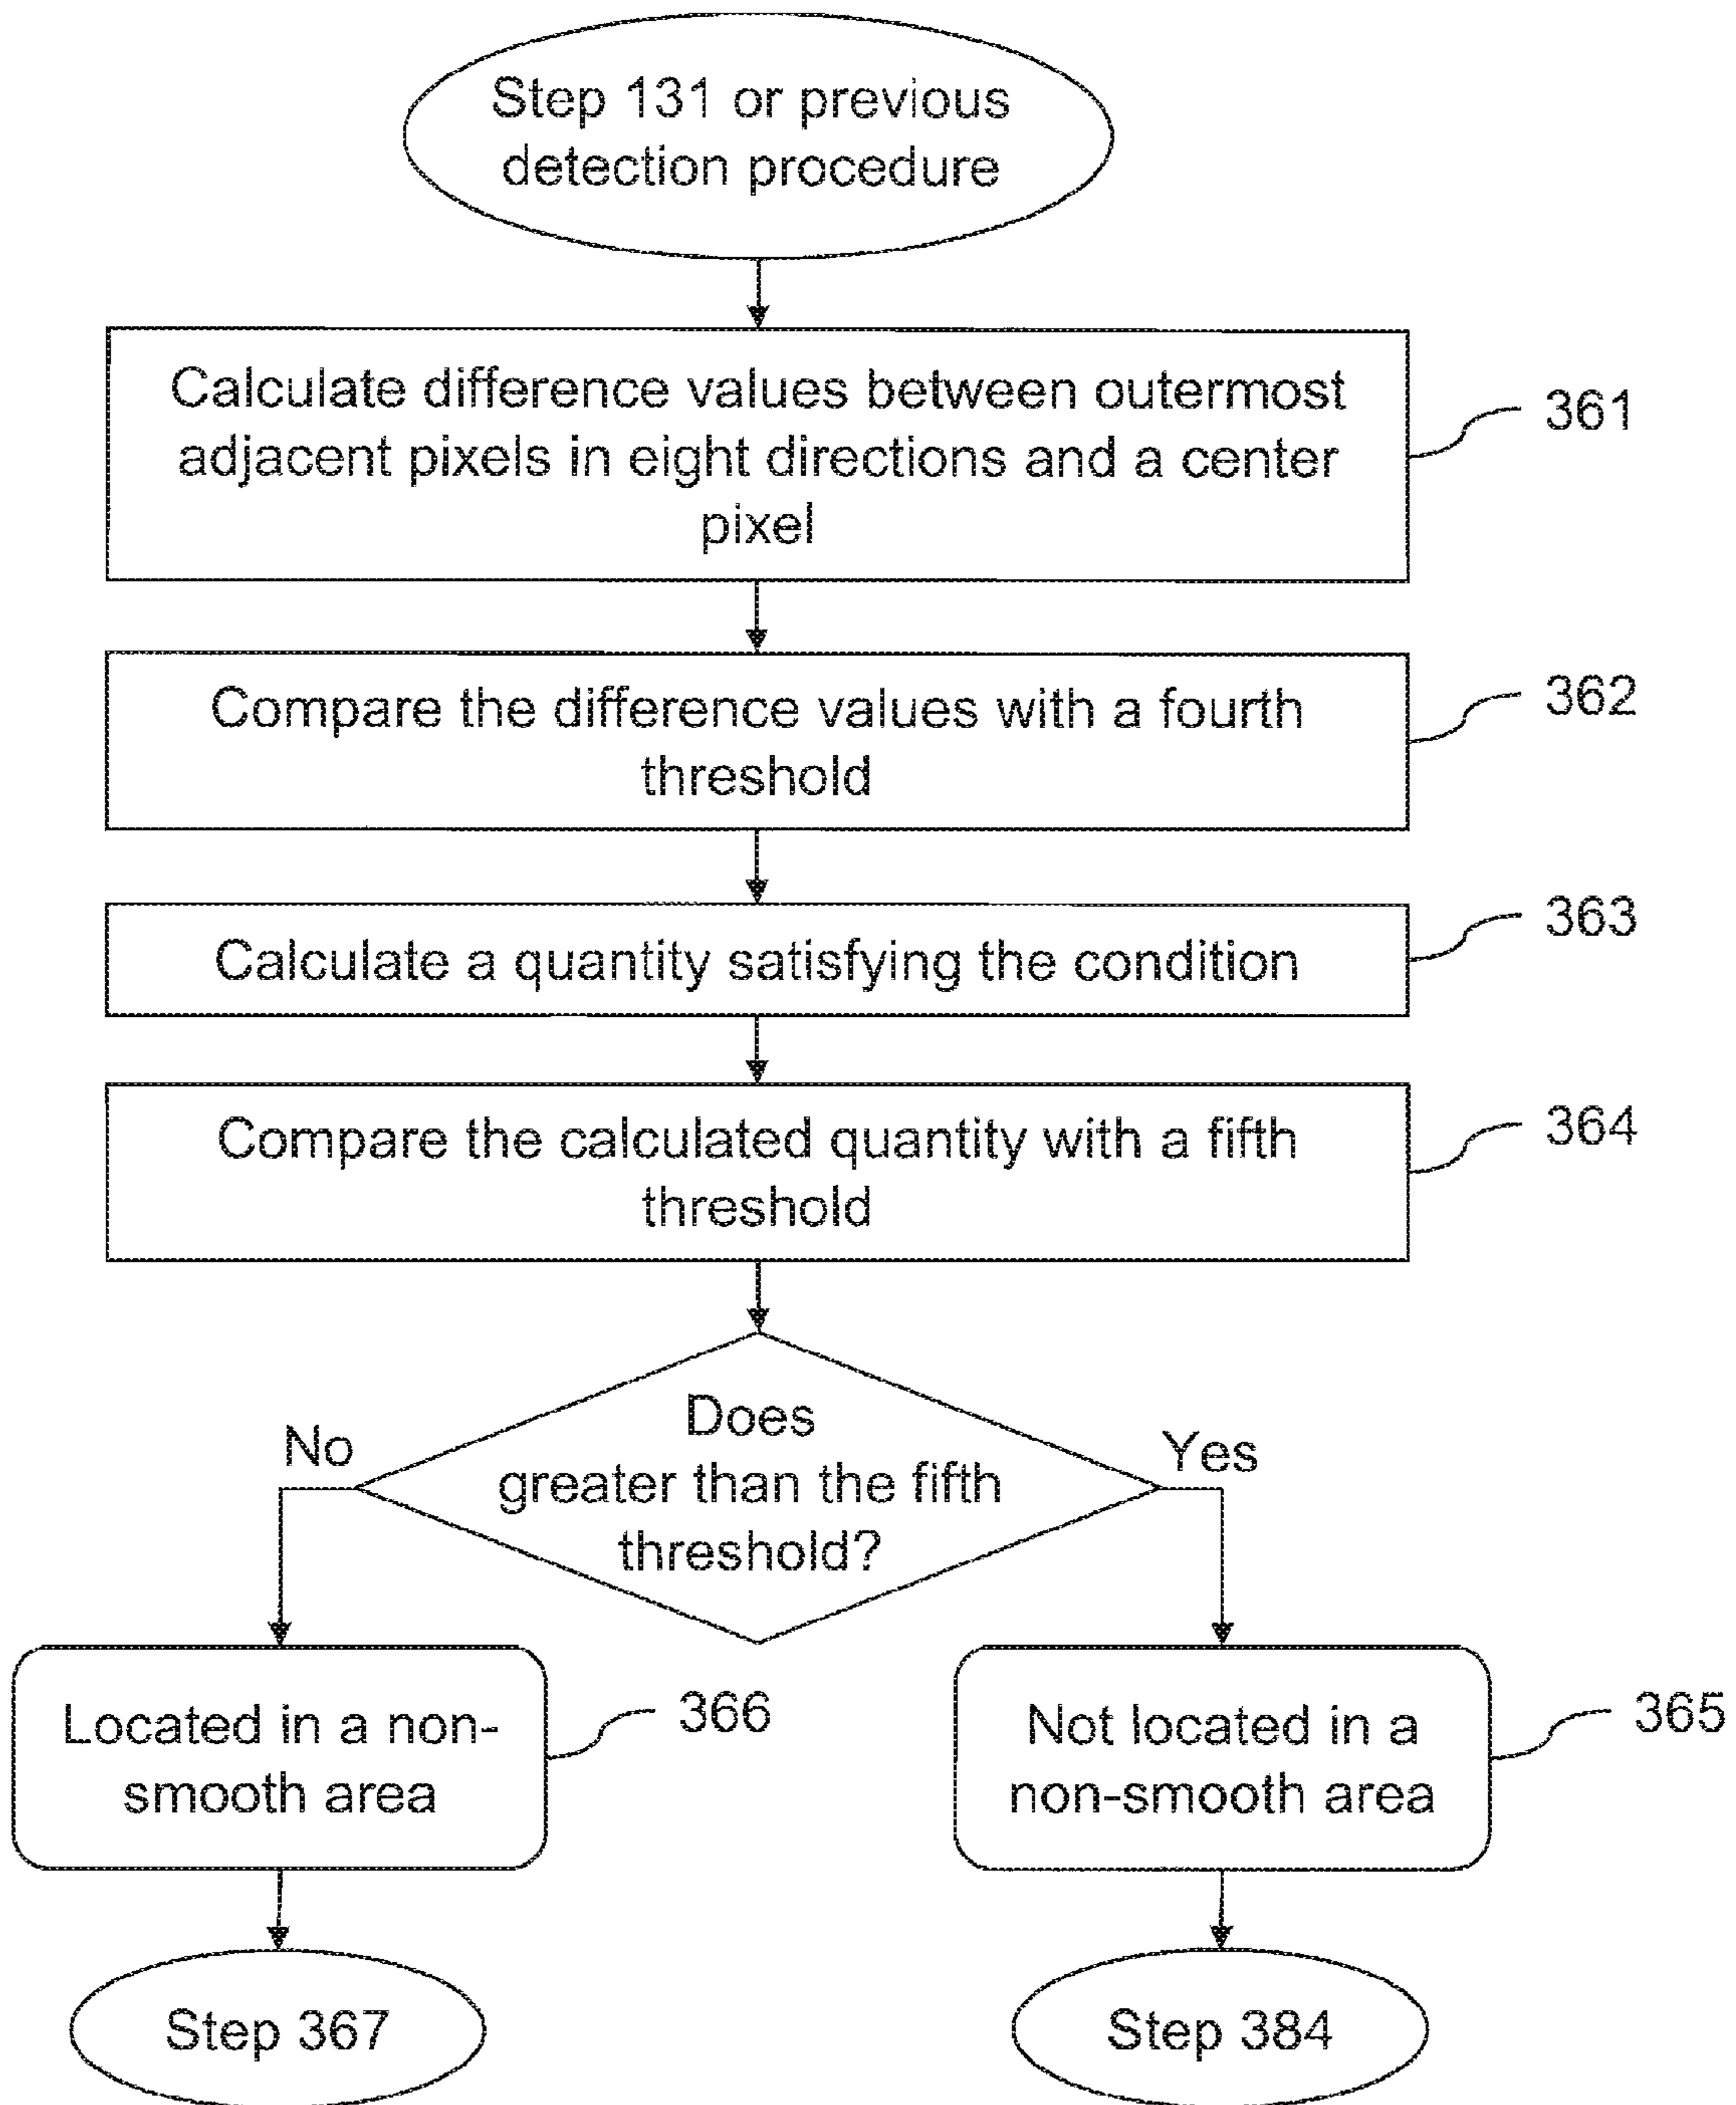 Step 131 or previous
detection procedure
Calculate difference values between outermost
adjacent pixels in eight directions and a center
pixel
361
Compare the difference values with a fourth
threshold
362
Calculate a quantity satisfying the condition
363
Compare the calculated quantity with a fifth
threshold
364
Does
greater than the fifth
threshold?
No
Yes
Located in a non-
smooth area
366
Not located in a
non-smooth area
365
Step 367
Step 384